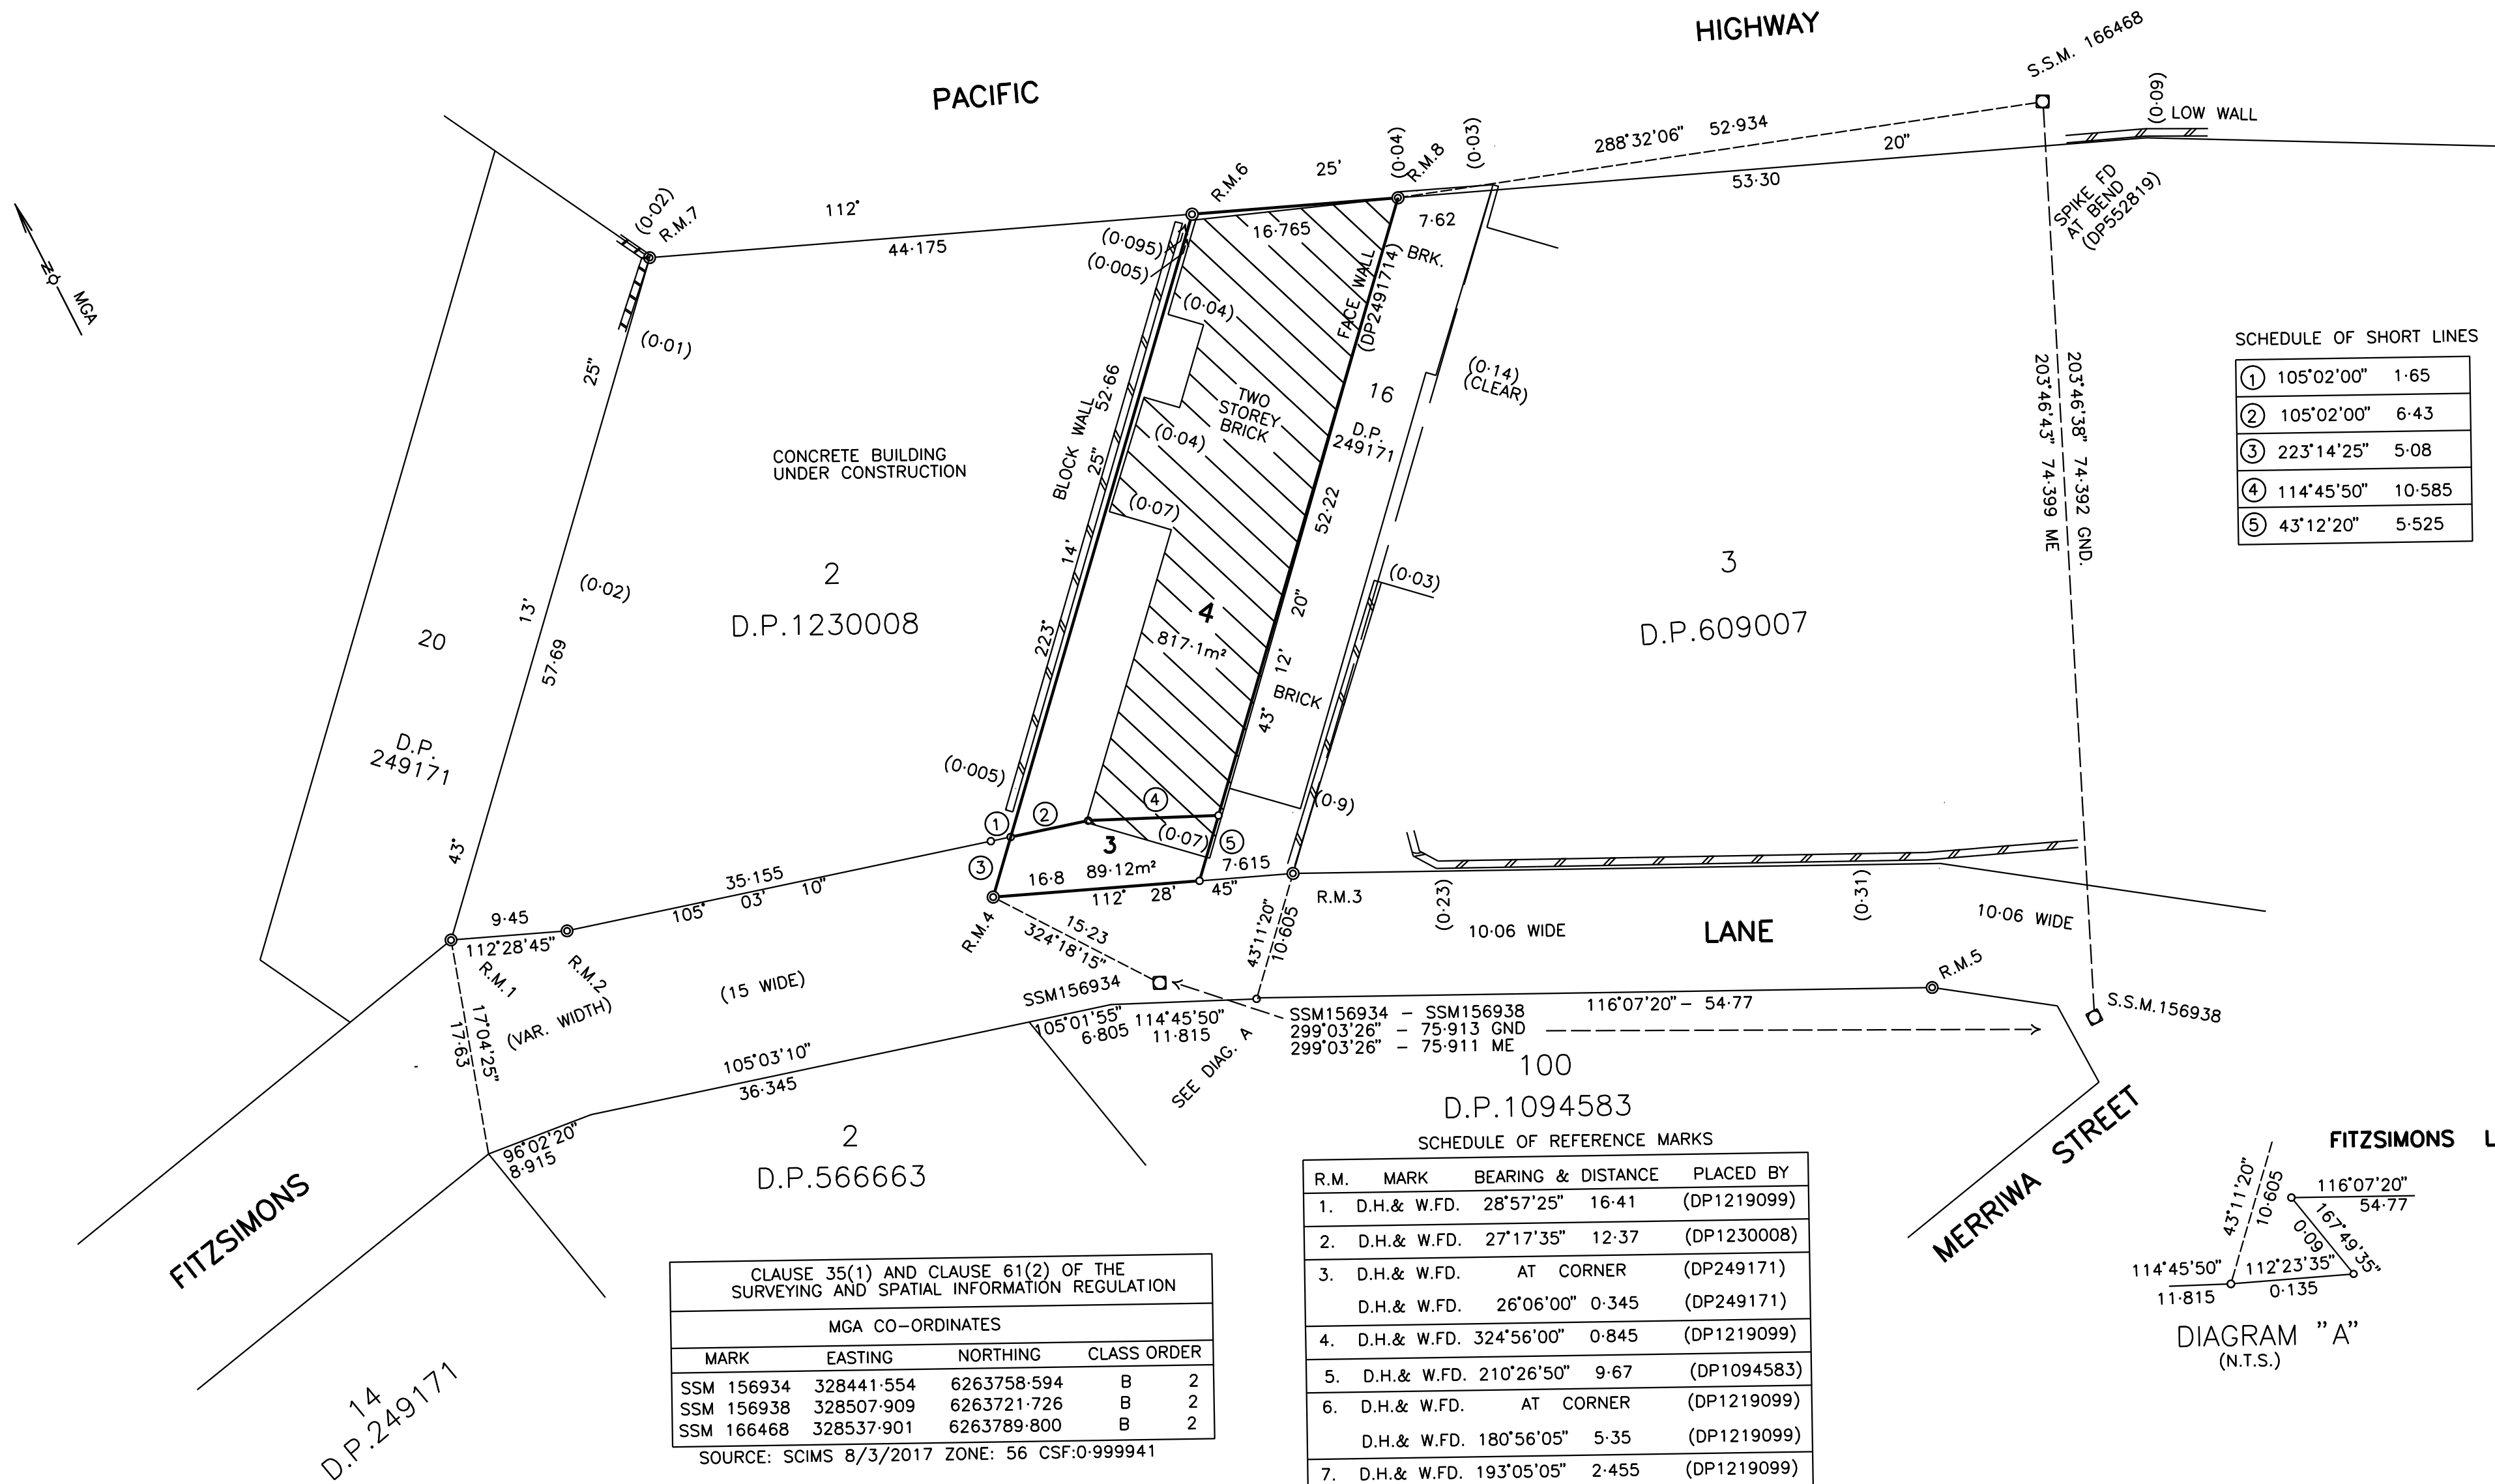 HIGHWAY
PACIFIC
S.S.M. 166468
(0·09)
LOW WALL
288°32'06" 52·934
20"
53·30
SPIKE FD
AT BEND
(DP552819)
(0·04)
R.M.8
(0·03)
25'
R.M.6
112°
44·175
(0·02)
R.M.7
(0·01)
MGA
16·765
7·62
BRK.
(0·095)
(0·005)
(0·04)
FACE WALL
(DP2491714)
25"
13'
57·69
(0·02)
43°
BLOCK WALL
52·66
25"
14'
223°
(0·04)
(0·07)
TWO
STOREY
BRICK
16
D.P.
249171
(0·14)
(CLEAR)
52·22
20"
12'
43°
(0·03)
BRICK
(0·9)
CONCRETE BUILDING
UNDER CONSTRUCTION
2
D.P.1230008
20
D.P.
249171
4
817·1m²
3
D.P.609007
203°46'38" 74·392 GND.
203°46'43" 74·399 ME
SCHEDULE OF SHORT LINES
1 105°02'00" 1·65
2 105°02'00" 6·43
3 223°14'25" 5·08
4 114°45'50" 10·585
5 43°12'20" 5·525
(0·005)
1
2
3
4
5
(0·07)
3
89·12m²
16·8
112° 28' 45"
7·615
35·155
105° 03' 10"
9·45
112°28'45"
R.M.1
R.M.2
R.M.3
R.M.4
15·23
324°18'15"
43°11'20"
10·605
(0·23)
(0·31)
10·06 WIDE
LANE
10·06 WIDE
R.M.5
S.S.M.156938
SSM156934
(15 WIDE)
(VAR. WIDTH)
17°04'25"
17·63
105°01'55"
6·805
114°45'50"
11·815
SSM156934 – SSM156938
299°03'26" – 75·913 GND
299°03'26" – 75·911 ME
116°07'20" – 54·77
SEE DIAG. A
105°03'10"
36·345
96°02'20"
8·915
100
D.P.1094583
2
D.P.566663
FITZSIMONS
MERRIWA STREET
14
D.P.249171
CLAUSE 35(1) AND CLAUSE 61(2) OF THE
SURVEYING AND SPATIAL INFORMATION REGULATION
MGA CO-ORDINATES
MARK EASTING NORTHING CLASS ORDER
SSM 156934 328441·554 6263758·594 B 2
SSM 156938 328507·909 6263721·726 B 2
SSM 166468 328537·901 6263789·800 B 2
SOURCE: SCIMS 8/3/2017 ZONE: 56 CSF:0·999941
SCHEDULE OF REFERENCE MARKS
R.M. MARK BEARING & DISTANCE PLACED BY
1. D.H.& W.FD. 28°57'25" 16·41 (DP1219099)
2. D.H.& W.FD. 27°17'35" 12·37 (DP1230008)
3. D.H.& W.FD. AT CORNER (DP249171)
D.H.& W.FD. 26°06'00" 0·345 (DP249171)
4. D.H.& W.FD. 324°56'00" 0·845 (DP1219099)
5. D.H.& W.FD. 210°26'50" 9·67 (DP1094583)
6. D.H.& W.FD. AT CORNER (DP1219099)
D.H.& W.FD. 180°56'05" 5·35 (DP1219099)
7. D.H.& W.FD. 193°05'05" 2·455 (DP1219099)
FITZSIMONS L
43°11'20"
10·605
116°07'20"
54·77
167°49'35"
0·09
114°45'50"
11·815
112°23'35"
0·135
DIAGRAM "A"
(N.T.S.)